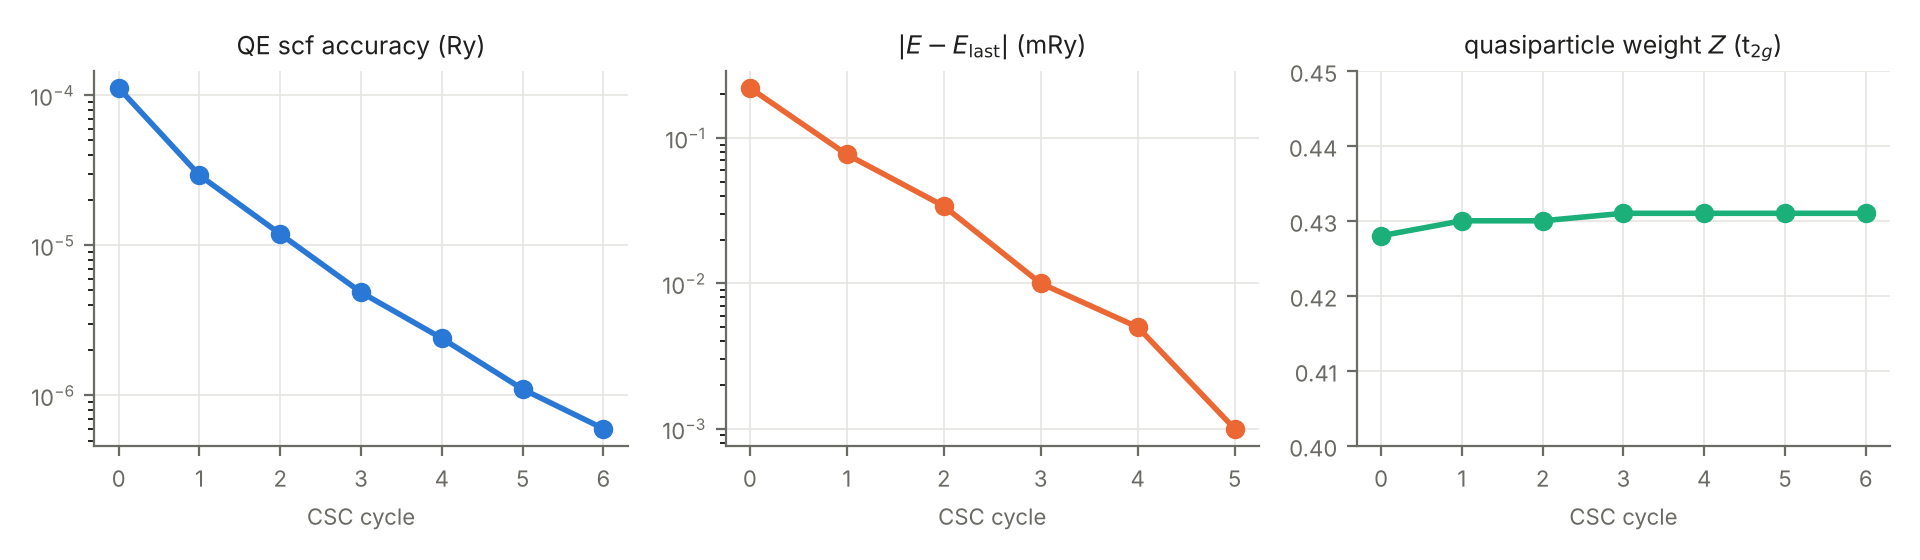 QE scf accuracy (Ry)
10⁻⁴
10⁻⁵
10⁻⁶
0 1 2 3 4 5 6
CSC cycle
|E − E_last| (mRy)
10⁻¹
10⁻²
10⁻³
0 1 2 3 4 5
CSC cycle
quasiparticle weight Z (t_2g)
0.45
0.44
0.43
0.42
0.41
0.40
0 1 2 3 4 5 6
CSC cycle